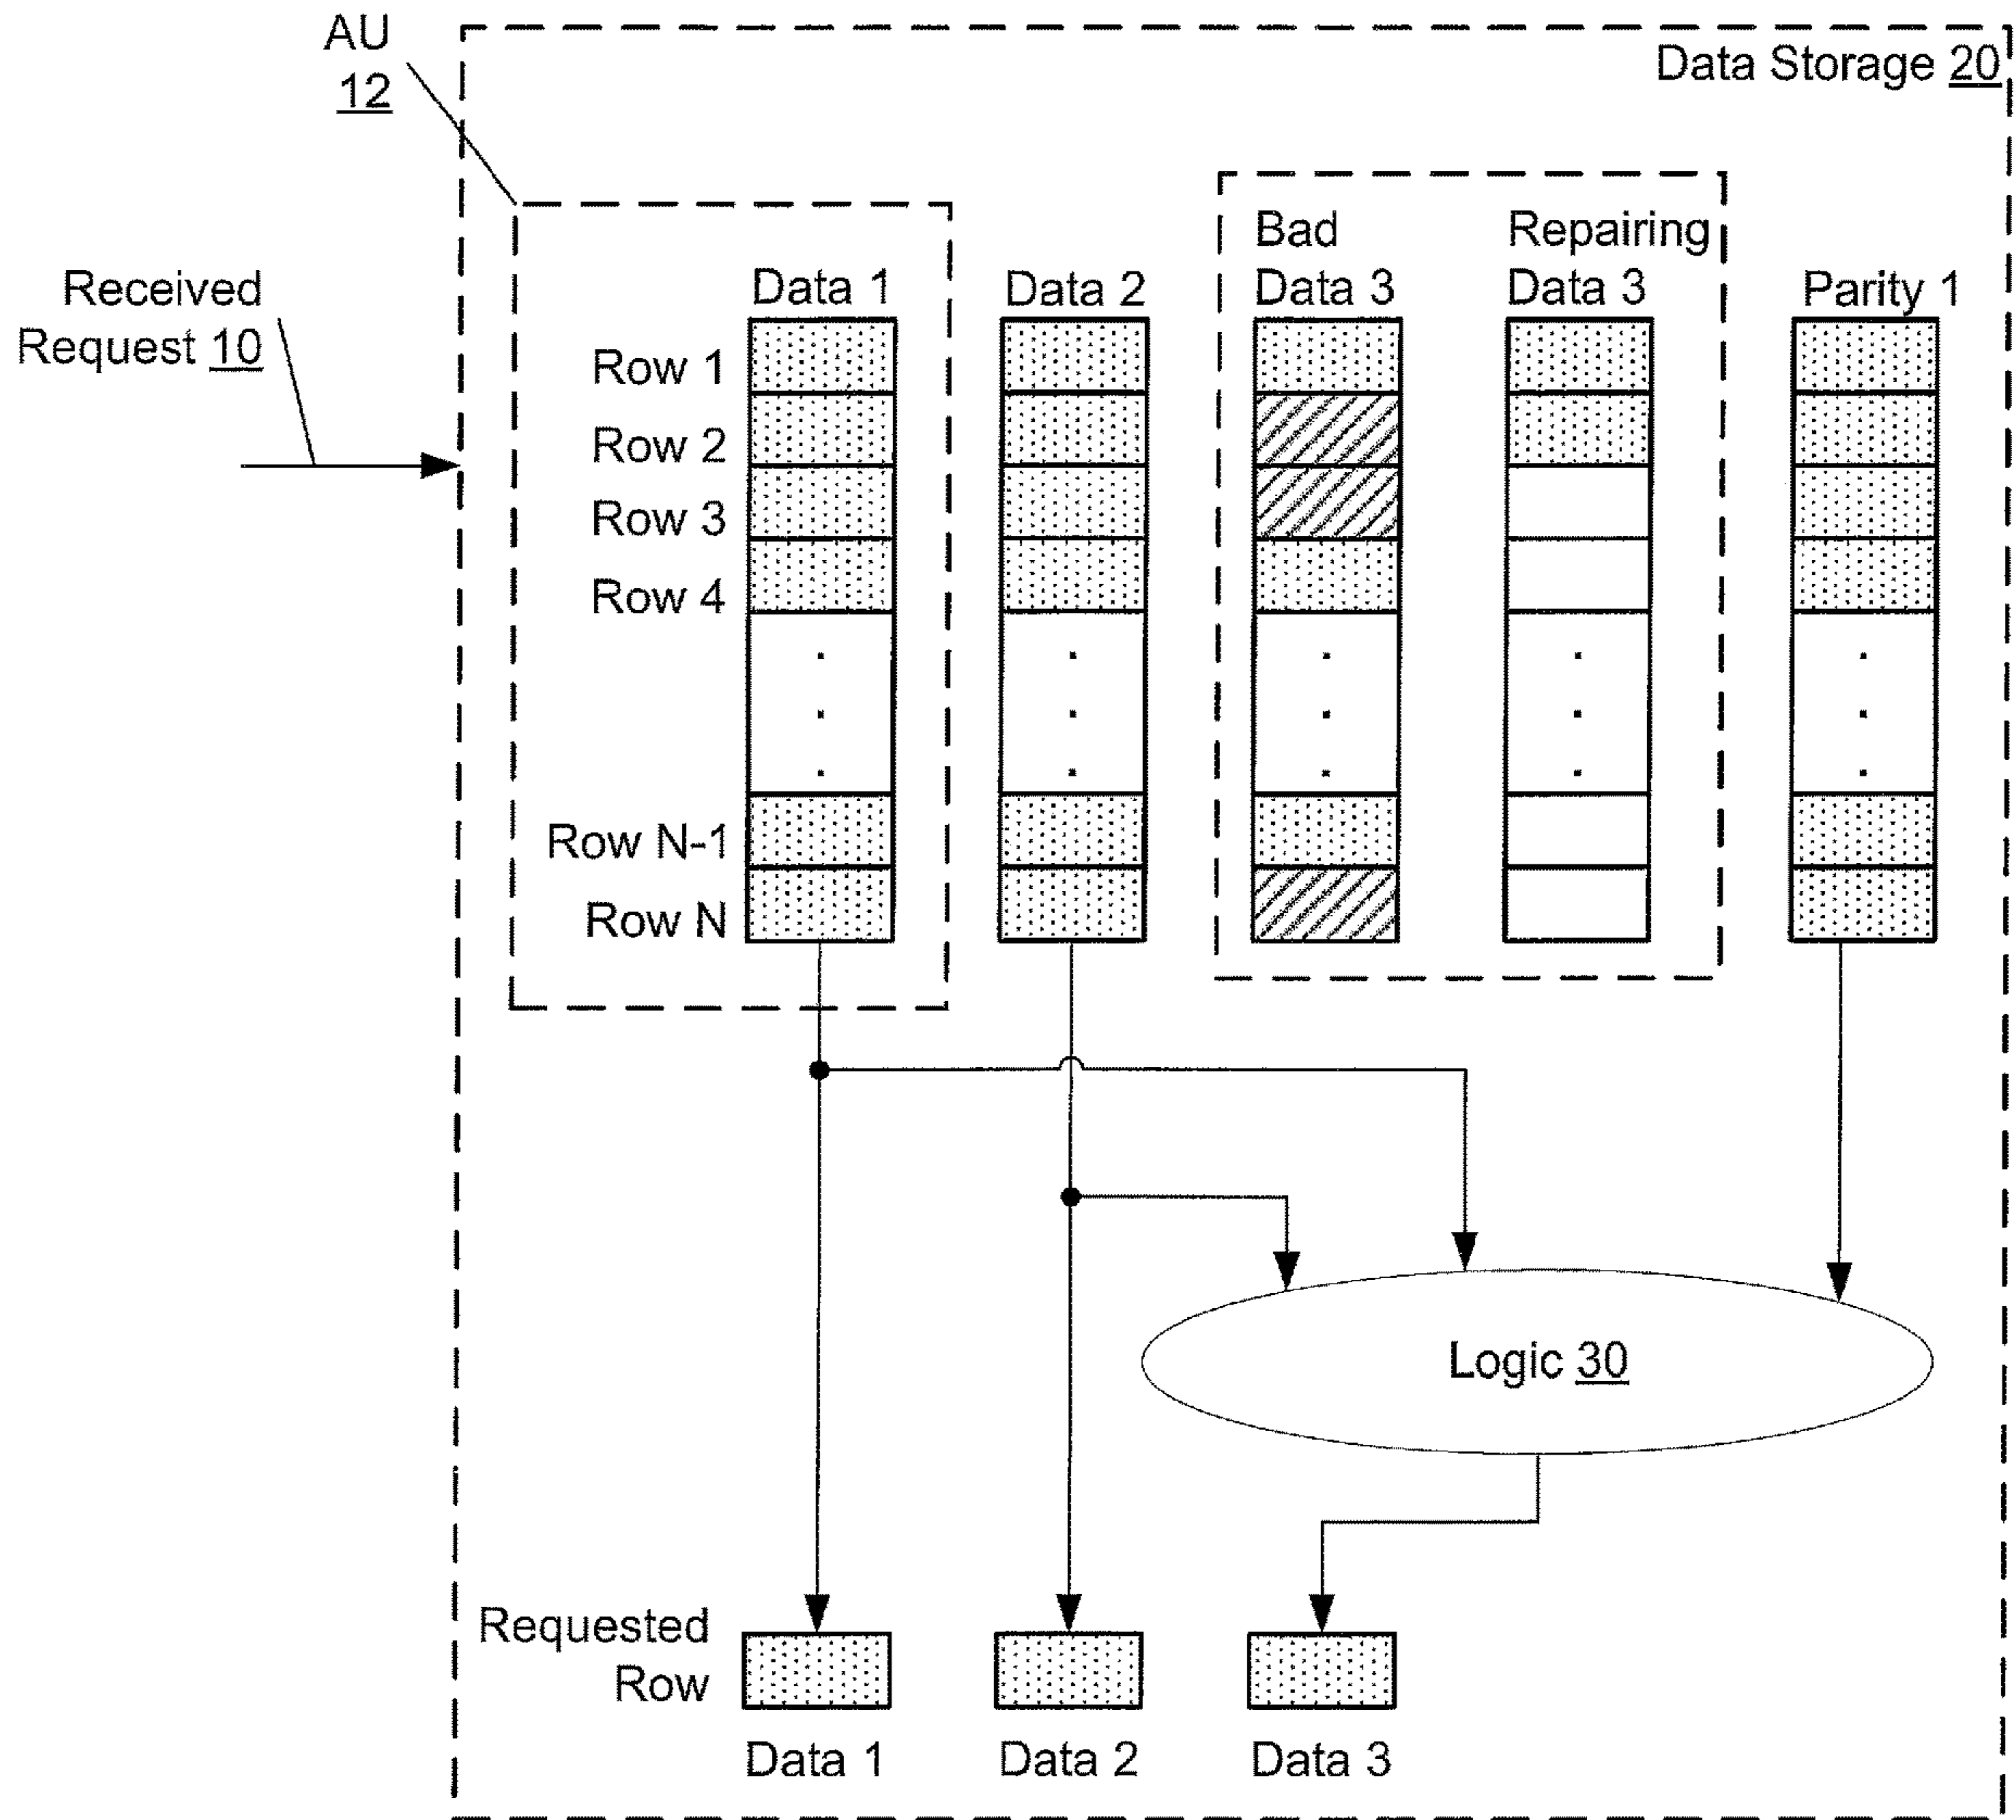 AU
12
Data Storage 20
Received
Request 10
Bad
Data 3
Repairing
Data 3
Data 1
Data 2
Parity 1
Row 1
Row 2
Row 3
Row 4
Row N-1
Row N
Logic 30
Requested
Row
Data 1
Data 2
Data 3